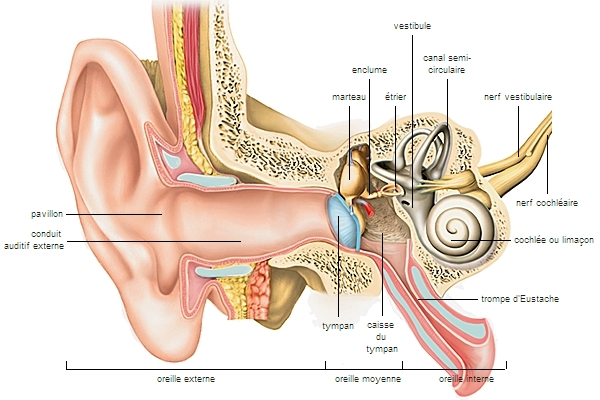 vestibule
canal semi-
circulaire
enclume
marteau
étrier
nerf vestibulaire
nerf cochléaire
pavillon
conduit
auditif externe
cochlée ou limaçon
trompe d'Eustache
tympan
caisse
du
tympan
oreille externe
oreille moyenne
oreille interne